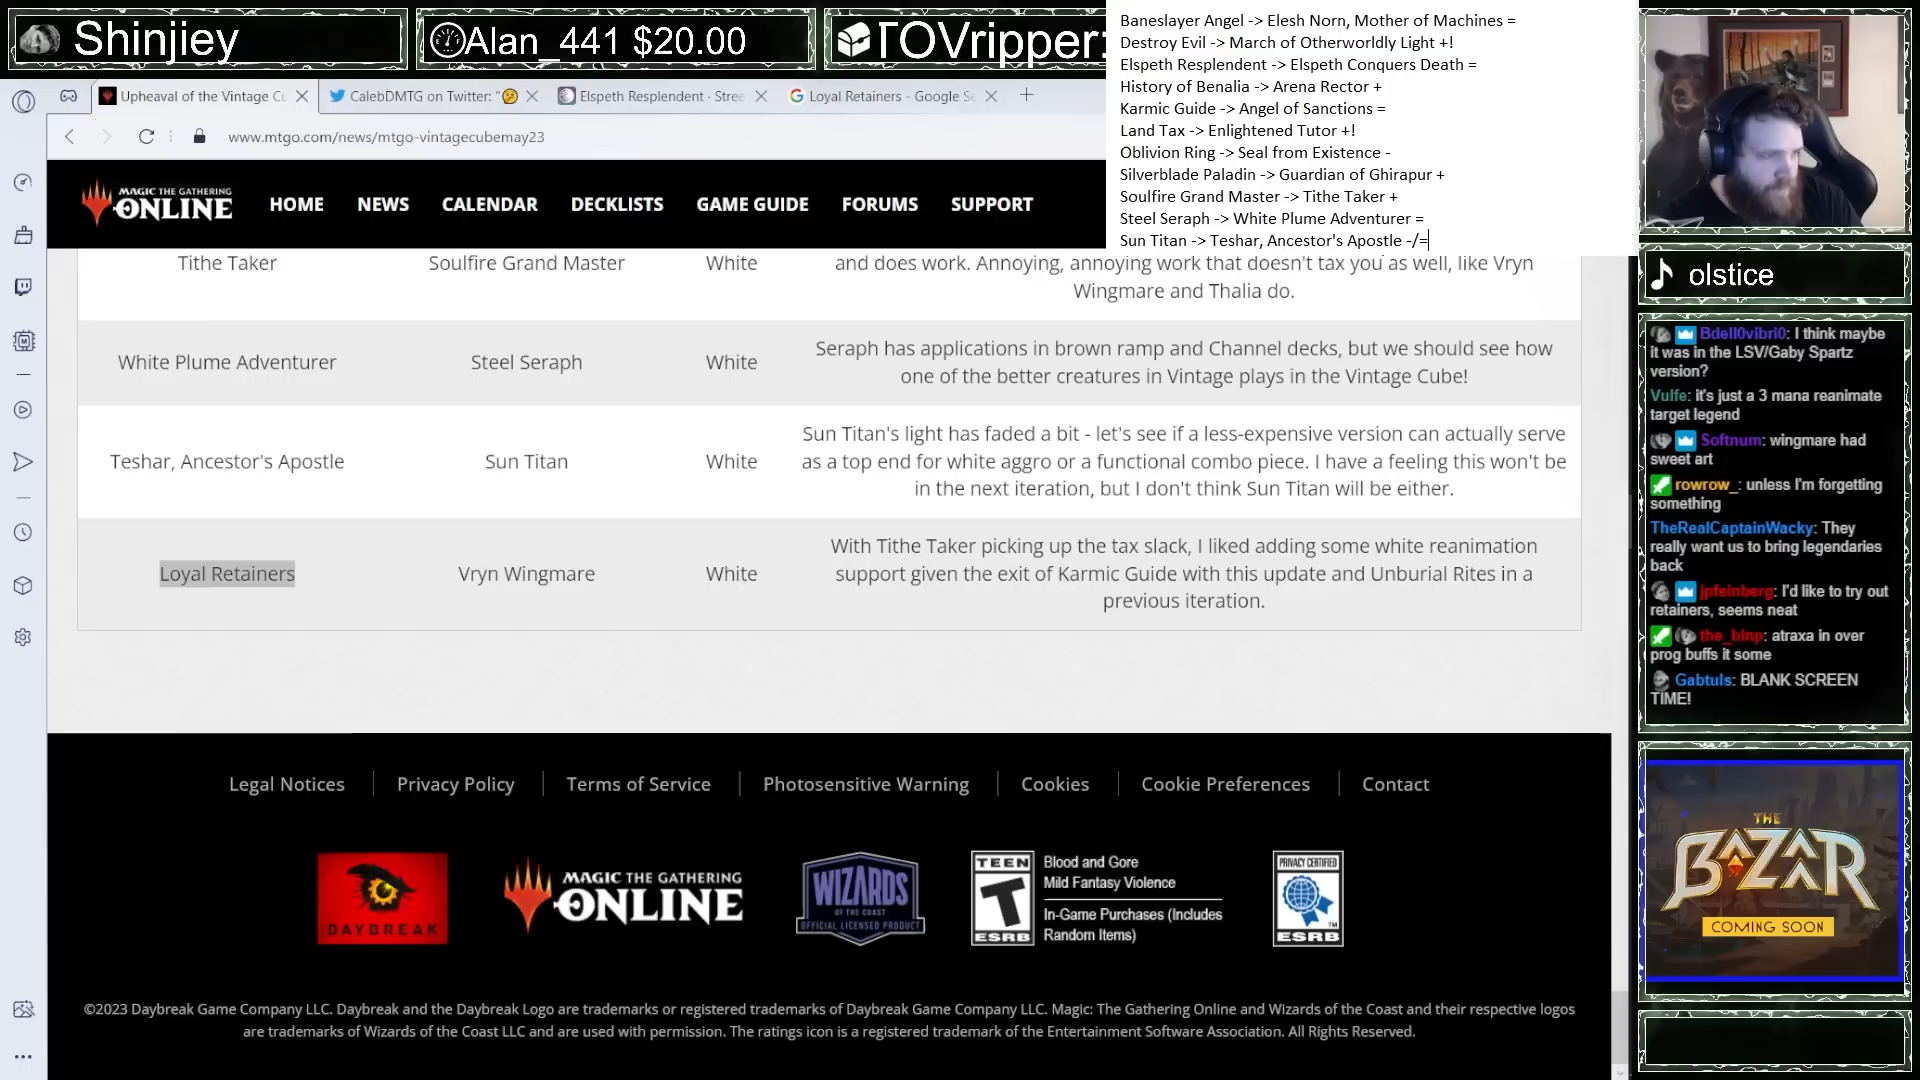 Shinjiey
Alan_441 $20.00
TOVripper:
Baneslayer Angel -> Elesh Norn, Mother of Machines =
Destroy Evil -> March of Otherworldly Light +!
Elspeth Resplendent -> Elspeth Conquers Death =
History of Benalia -> Arena Rector +
Karmic Guide -> Angel of Sanctions =
Land Tax -> Enlightened Tutor +!
Oblivion Ring -> Seal from Existence -
Silverblade Paladin -> Guardian of Ghirapur +
Soulfire Grand Master -> Tithe Taker +
Steel Seraph -> White Plume Adventurer =
Sun Titan -> Teshar, Ancestor's Apostle -/=
Upheaval of the Vintage Cu
CalebDMTG on Twitter: "🤔
Elspeth Resplendent · Stree
Loyal Retainers - Google Se
www.mtgo.com/news/mtgo-vintagecubemay23
MAGIC THE GATHERING
ONLINE
HOME
NEWS
CALENDAR
DECKLISTS
GAME GUIDE
FORUMS
SUPPORT
Tithe Taker
Soulfire Grand Master
White
and does work. Annoying, annoying work that doesn't tax you as well, like Vryn
Wingmare and Thalia do.
White Plume Adventurer
Steel Seraph
White
Seraph has applications in brown ramp and Channel decks, but we should see how
one of the better creatures in Vintage plays in the Vintage Cube!
Teshar, Ancestor's Apostle
Sun Titan
White
Sun Titan's light has faded a bit - let's see if a less-expensive version can actually serve
as a top end for white aggro or a functional combo piece. I have a feeling this won't be
in the next iteration, but I don't think Sun Titan will be either.
Loyal Retainers
Vryn Wingmare
White
With Tithe Taker picking up the tax slack, I liked adding some white reanimation
support given the exit of Karmic Guide with this update and Unburial Rites in a
previous iteration.
Legal Notices
Privacy Policy
Terms of Service
Photosensitive Warning
Cookies
Cookie Preferences
Contact
DAYBREAK
MAGIC THE GATHERING
ONLINE
WIZARDS
OF THE COAST
OFFICIAL LICENSED PRODUCT
TEEN
T
ESRB
Blood and Gore
Mild Fantasy Violence
In-Game Purchases (Includes
Random Items)
PRIVACY CERTIFIED
ESRB
©2023 Daybreak Game Company LLC. Daybreak and the Daybreak Logo are trademarks or registered trademarks of Daybreak Game Company LLC. Magic: The Gathering Online and Wizards of the Coast and their respective logos
are trademarks of Wizards of the Coast LLC and are used with permission. The ratings icon is a registered trademark of the Entertainment Software Association. All Rights Reserved.
olstice
Bdell0vibri0: I think maybe
it was in the LSV/Gaby Spartz
version?
Vulfe: it's just a 3 mana reanimate
target legend
Softnum: wingmare had
sweet art
rowrow_: unless I'm forgetting
something
TheRealCaptainWacky: They
really want us to bring legendaries
back
jpfeinberg: I'd like to try out
retainers, seems neat
the_binp: atraxa in over
prog buffs it some
Gabtuls: BLANK SCREEN
TIME!
THE
BAZAAR
COMING SOON